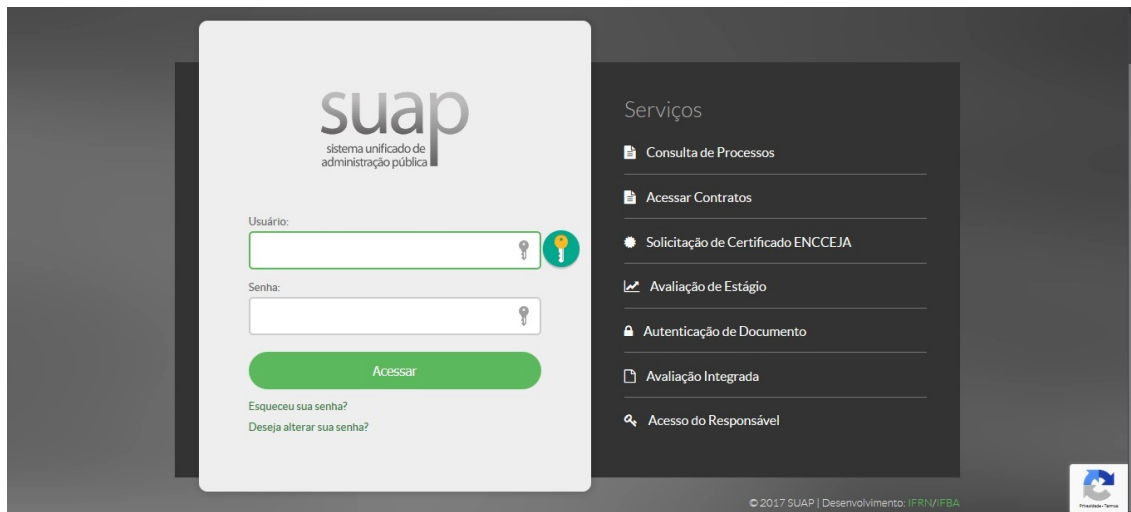 suap
sistema unificado de
administração pública
Usuário:
Senha:
Acessar
Esqueceu sua senha?
Deseja alterar sua senha?
Serviços
Consulta de Processos
Acessar Contratos
Solicitação de Certificado ENCCEJA
Avaliação de Estágio
Autenticação de Documento
Avaliação Integrada
Acesso do Responsável
© 2017 SUAP | Desenvolvimento: IFRN/IFBA
Privacidade - Termos